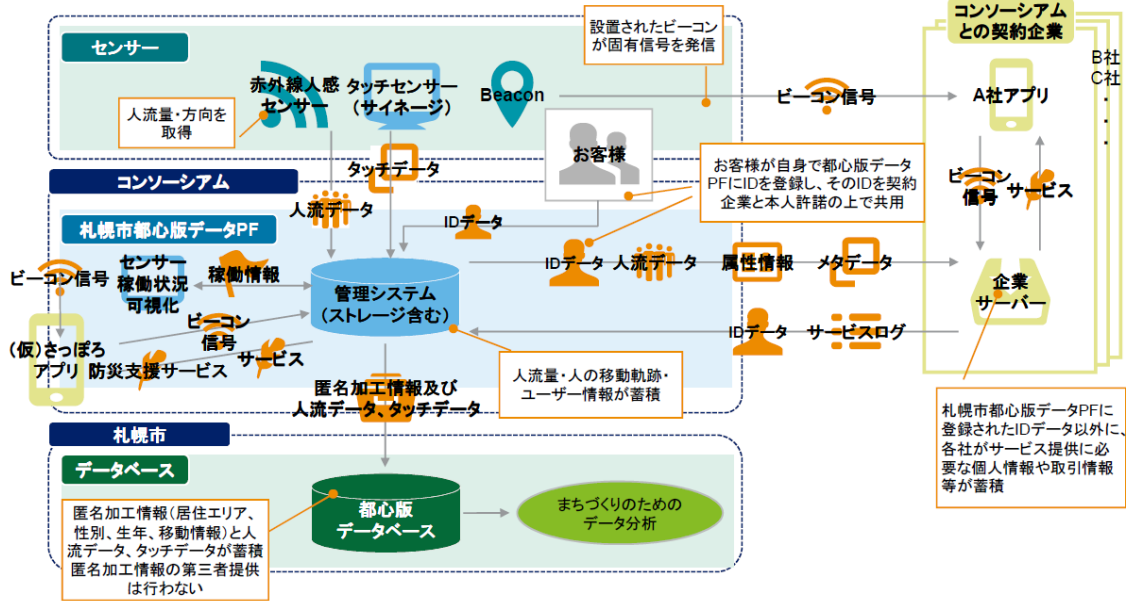 センサー
設置されたビーコン
が固有信号を発信
コンソーシアム
との契約企業
B社
C社
・
・
・
赤外線人感
センサー
タッチセンサー
（サイネージ）
Beacon
ビーコン信号
A社アプリ
人流量・方向を
取得
お客様
タッチデータ
お客様が自身で都心版データ
PFにIDを登録し、そのIDを契約
企業と本人許諾の上で共用
ビーコン
信号
サービス
コンソーシアム
人流データ
札幌市都心版データPF
IDデータ
ビーコン信号
センサー
稼働状況
可視化
稼働情報
管理システム
（ストレージ含む）
IDデータ
人流データ
属性情報
メタデータ
企業
サーバー
ビーコン
信号
IDデータ
サービスログ
（仮）さっぽろ
アプリ
防災支援サービス
サービス
人流量・人の移動軌跡・
ユーザー情報が蓄積
匿名加工情報及び
人流データ、タッチデータ
札幌市都心版データPFに
登録されたIDデータ以外に、
各社がサービス提供に必
要な個人情報や取引情報
等が蓄積
札幌市
データベース
都心版
データベース
まちづくりのための
データ分析
匿名加工情報（居住エリア、
性別、生年、移動情報）と人
流データ、タッチデータが蓄積
匿名加工情報の第三者提供
は行わない